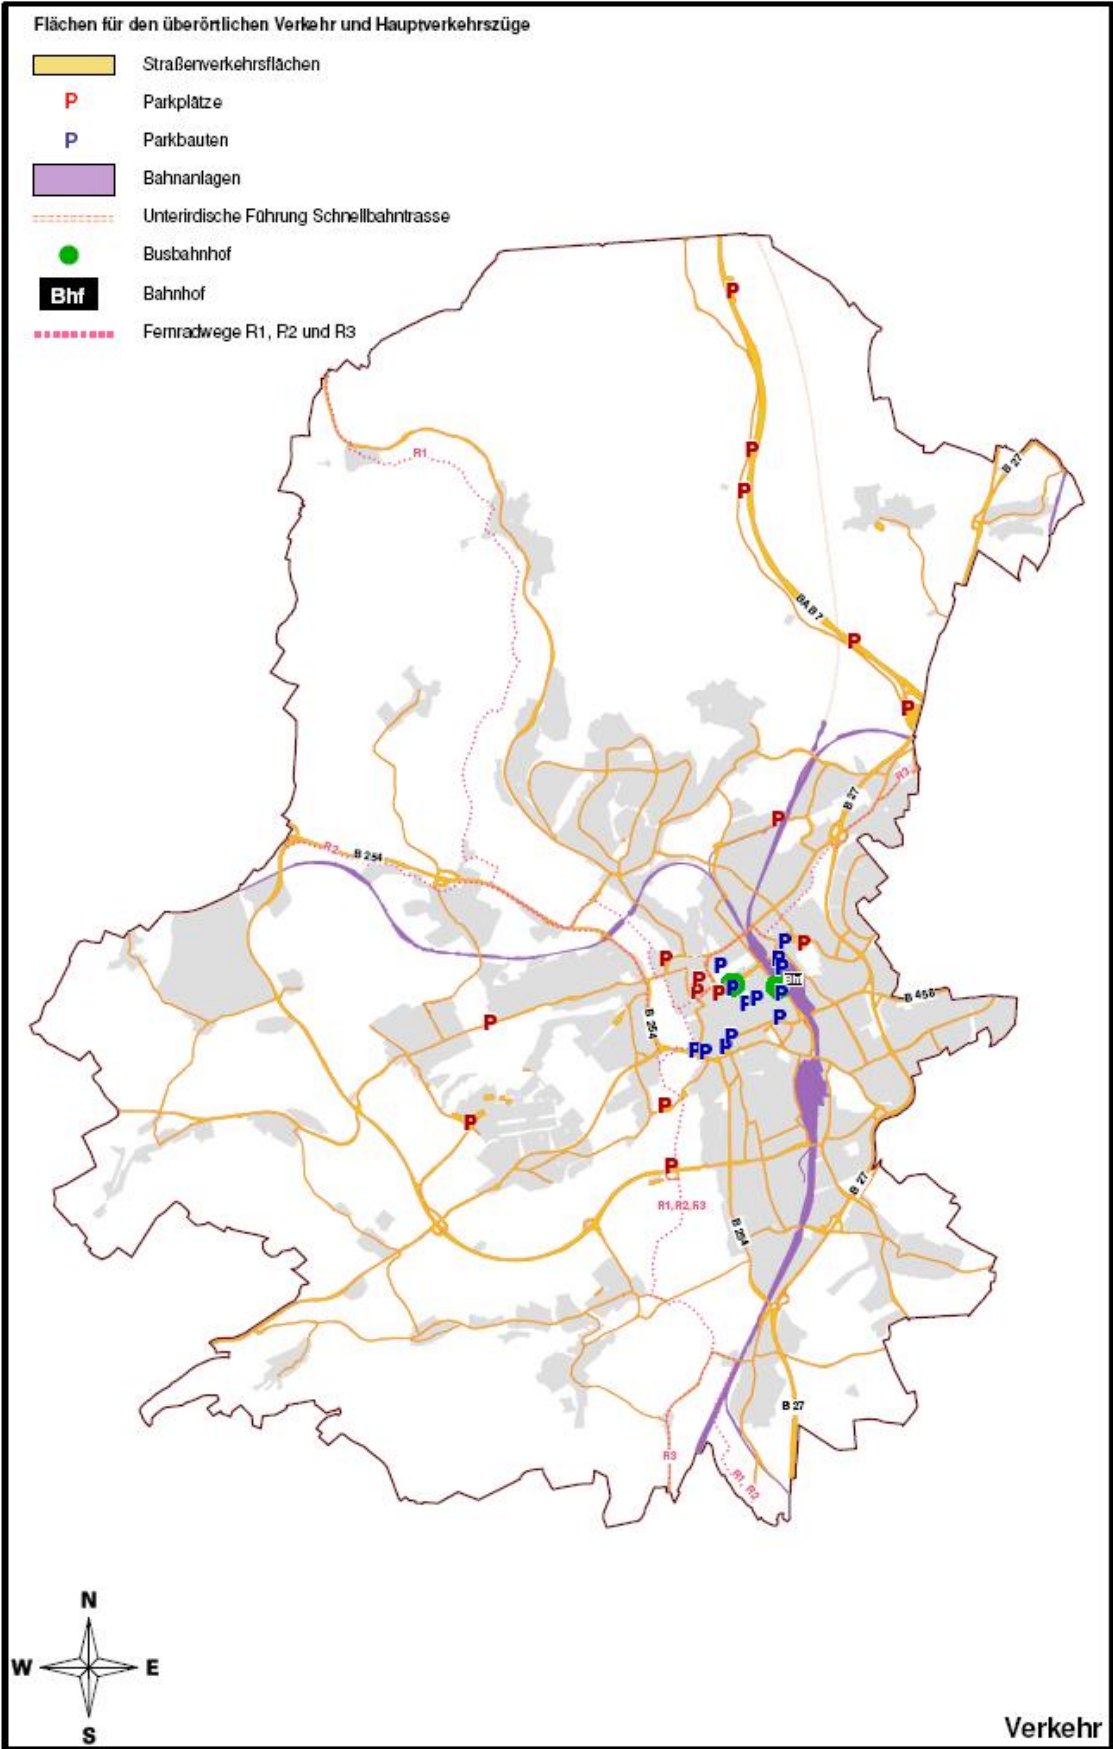 Flächen für den überörtlichen Verkehr und Hauptverkehrszüge
Straßenverkehrsflächen
P Parkplätze
P Parkbauten
Bahnanlagen
Unterirdische Führung Schnellbahntrasse
Busbahnhof
Bhf Bahnhof
Fernradwege R1, R2 und R3
P
R1
B 27
P
P
BAB 7
P
P
R3
B 27
P
R2
B 254
P
P
P
P
P
P
P
Bhf
P
P
P
P
P
P
P
P
B 458
P
P
B 254
P
P
P
P
P
P
P
B 27
R1, R2, R3
B 254
B 27
R3
R1, R2
N
W E
S
Verkehr